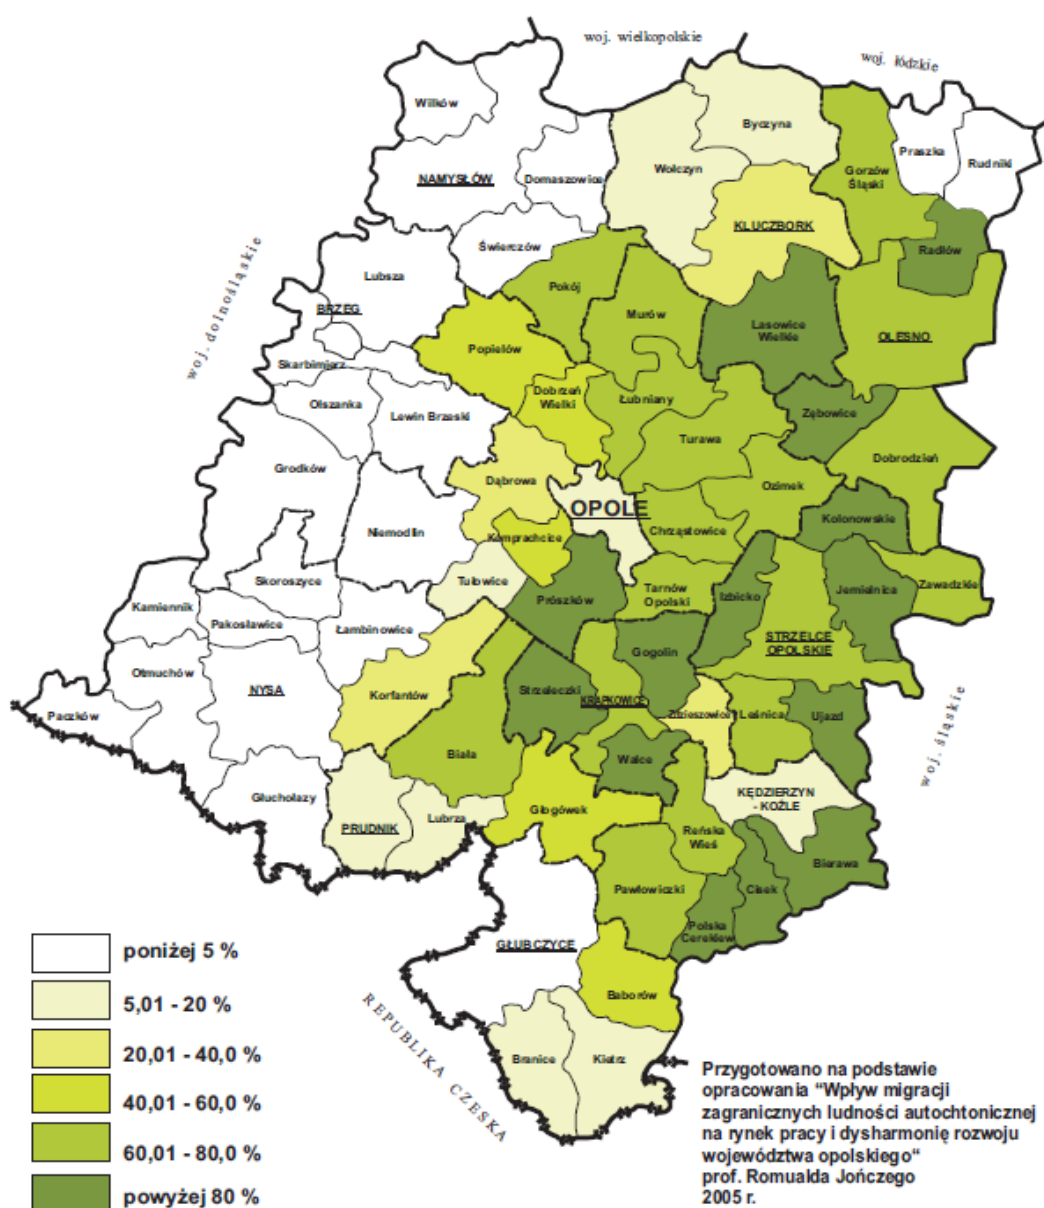 woj. wielkopolskie
woj. łódzkie
Wilków
Byczyna
Praszka
Rudniki
Wołczyn
Gorzów
Śląski
NAMYSŁÓW
Domaszowice
KLUCZBORK
Świerczów
Radłów
woj. dolnośląskie
Lubsza
Pokój
BRZEG
Murów
Lasowice
Wielkie
OLESNO
Popielów
Skarbimierz
Dobrzeń
Wielki
Łubniany
Olszanka
Lewin Brzeski
Zębowice
Turawa
Dobrodzień
Grodków
Dąbrowa
Ozimek
OPOLE
Kolonowskie
Niemodlin
Komprachcice
Chrząstowice
Skoroszyce
Tułowice
Tarnów
Opolski
Izbicko
Jemielnica
Zawadzkie
Kamiennik
Prószków
Pakosławice
Łambinowice
STRZELCE
OPOLSKIE
Gogolin
Otmuchów
NYSA
Korfantów
Strzeleczki
KRAPKOWICE
Paczków
Zdzieszowice
Leśnica
Ujazd
woj. śląskie
Biała
Walce
Głuchołazy
KĘDZIERZYN
- KOŹLE
PRUDNIK
Lubrza
Głogówek
Reńska
Wieś
Bierawa
Pawłowiczki
Cisek
Polska
Cerekiew
GŁUBCZYCE
Baborów
REPUBLIKA CZESKA
Branice
Kietrz
poniżej 5 %
5,01 - 20 %
20,01 - 40,0 %
40,01 - 60,0 %
60,01 - 80,0 %
powyżej 80 %
Przygotowano na podstawie
opracowania “Wpływ migracji
zagranicznych ludności autochtonicznej
na rynek pracy i dysharmonię rozwoju
województwa opolskiego“
prof. Romualda Jończego
2005 r.